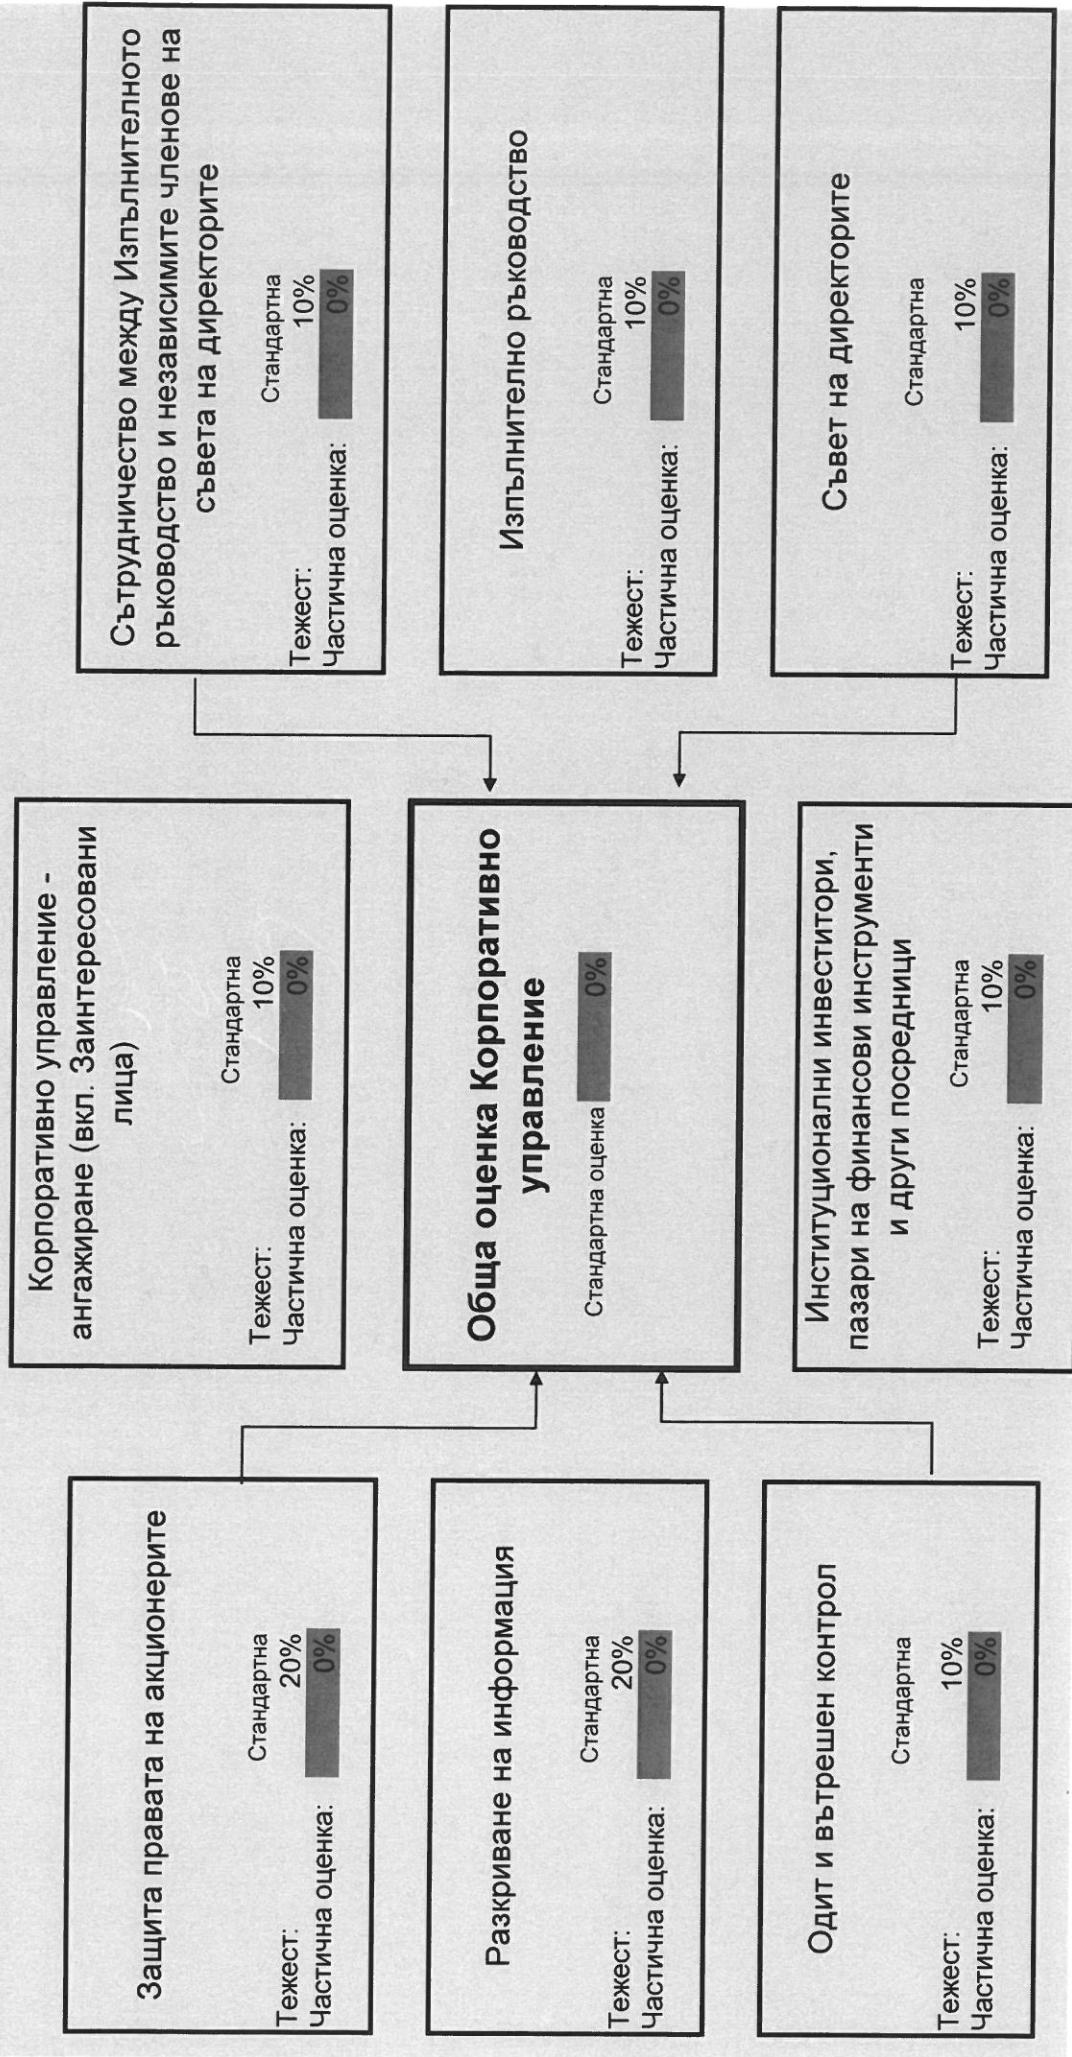 Защита правата на акционерите
Стандартна
Тежест: 20%
Частична оценка: 0%
Разкриване на информация
Стандартна
Тежест: 20%
Частична оценка: 0%
Одит и вътрешен контрол
Стандартна
Тежест: 10%
Частична оценка: 0%
Корпоративно управление -
ангажиране (вкл. Заинтересовани
лица)
Стандартна
Тежест: 10%
Частична оценка: 0%
Обща оценка Корпоративно
управление
Стандартна оценка 0%
Институционални инвеститори,
пазари на финансови инструменти
и други посредници
Стандартна
Тежест: 10%
Частична оценка: 0%
Сътрудничество между Изпълнителното
ръководство и независимите членове на
съвета на директорите
Стандартна
Тежест: 10%
Частична оценка: 0%
Изпълнително ръководство
Стандартна
Тежест: 10%
Частична оценка: 0%
Съвет на директорите
Стандартна
Тежест: 10%
Частична оценка: 0%